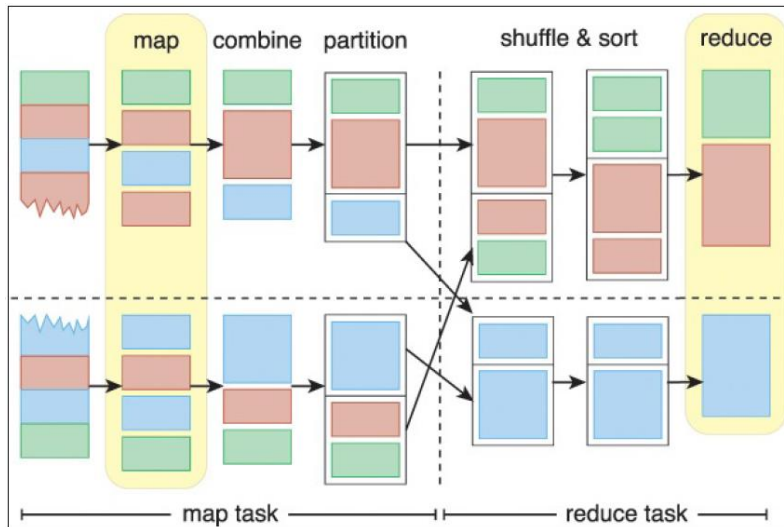 map combine partition shuffle & sort reduce
map task reduce task